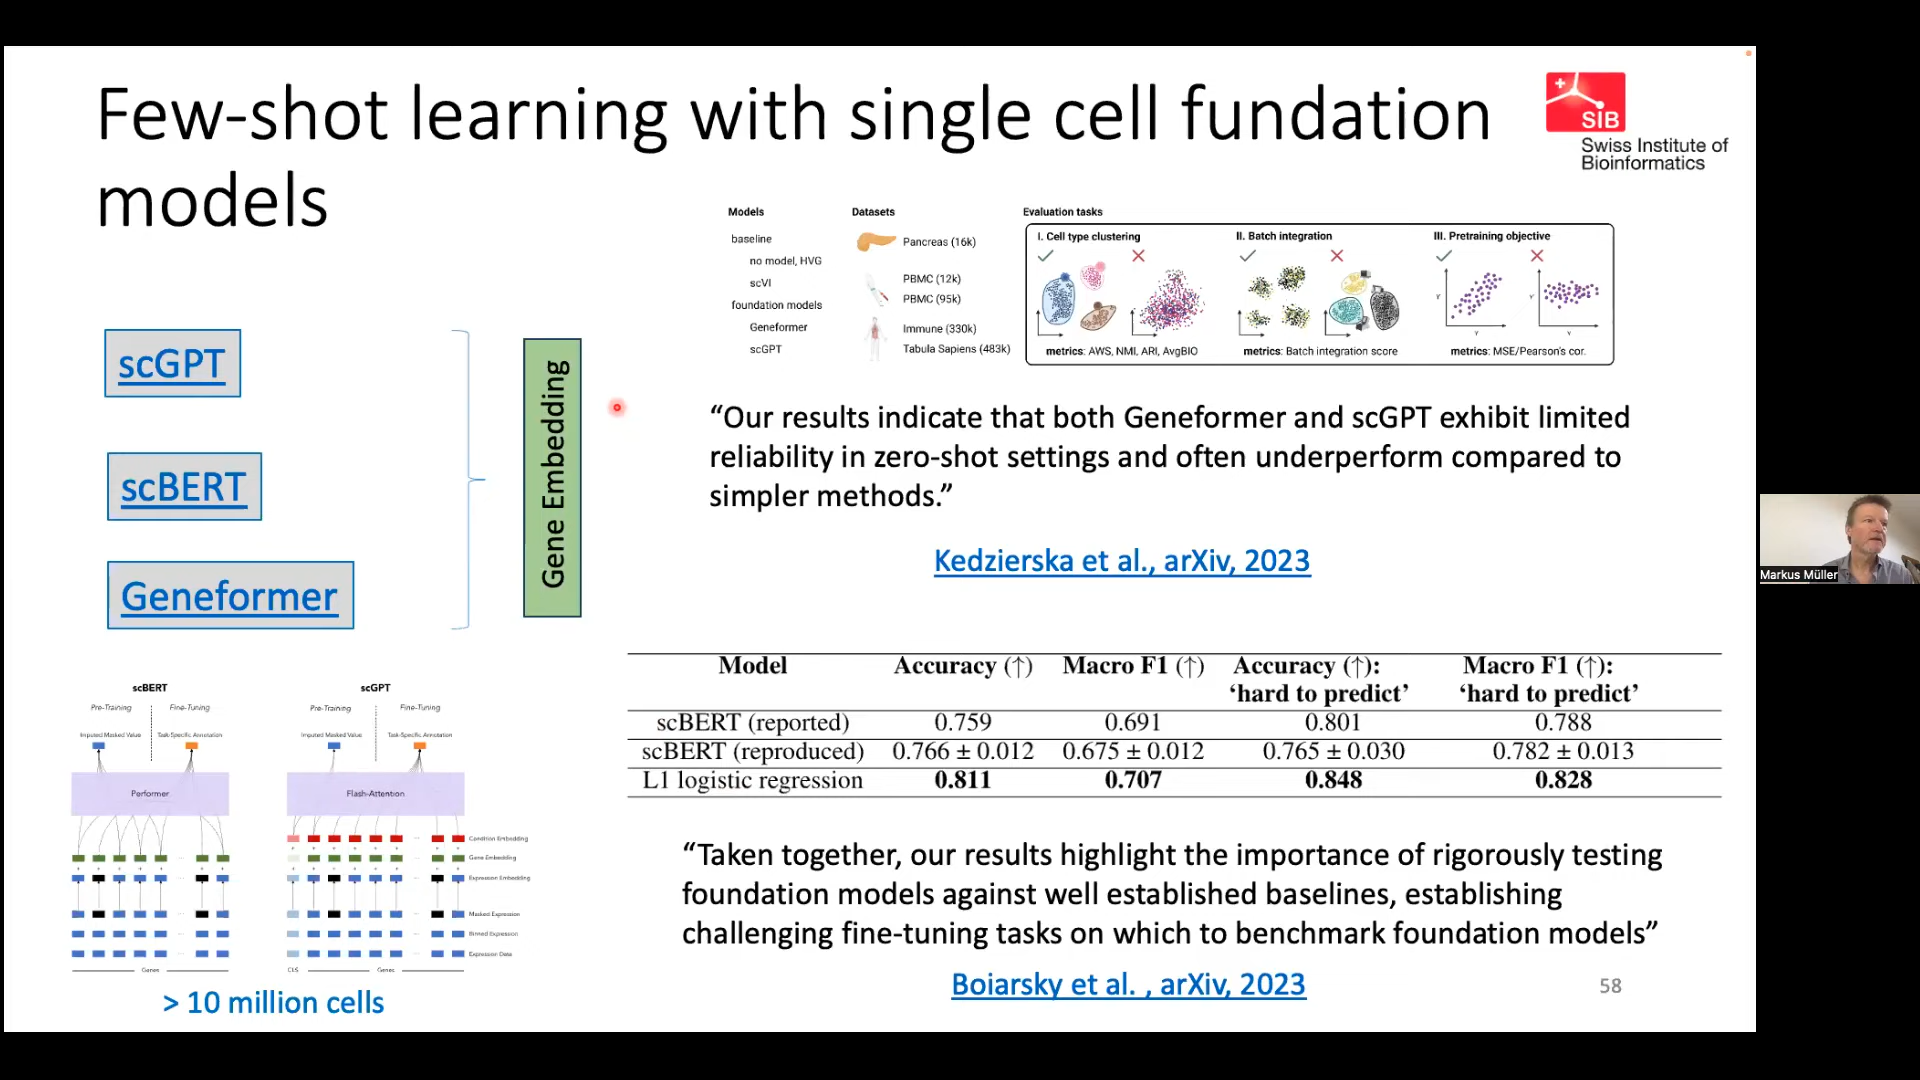 Few-shot learning with single cell fundation
models
SIB
Swiss Institute of
Bioinformatics
Models
baseline
no model, HVG
scVI
foundation models
Geneformer
scGPT
Datasets
Pancreas (16k)
PBMC (12k)
PBMC (95k)
Immune (330k)
Tabula Sapiens (483k)
Evaluation tasks
I. Cell type clustering
metrics: AWS, NMI, ARI, AvgBIO
II. Batch integration
metrics: Batch integration score
III. Pretraining objective
Y
Y
Y
Y
metrics: MSE/Pearson's cor.
scGPT
scBERT
Geneformer
Gene Embedding
“Our results indicate that both Geneformer and scGPT exhibit limited
reliability in zero-shot settings and often underperform compared to
simpler methods.”
Kedzierska et al., arXiv, 2023
Markus Müller
Model Accuracy (↑) Macro F1 (↑) Accuracy (↑): Macro F1 (↑):
‘hard to predict’ ‘hard to predict’
scBERT (reported) 0.759 0.691 0.801 0.788
scBERT (reproduced) 0.766 ± 0.012 0.675 ± 0.012 0.765 ± 0.030 0.782 ± 0.013
L1 logistic regression 0.811 0.707 0.848 0.828
“Taken together, our results highlight the importance of rigorously testing
foundation models against well established baselines, establishing
challenging fine-tuning tasks on which to benchmark foundation models”
Boiarsky et al. , arXiv, 2023
58
scBERT
Pre-Training Fine-Tuning
Imputed Masked Value Task-Specific Annotation
Performer
Genes
scGPT
Pre-Training Fine-Tuning
Imputed Masked Value Task-Specific Annotation
Flash-Attention
Condition Embedding
Gene Embedding
Expression Embedding
Masked Expression
Binned Expression
Expression Data
CLS Genes
> 10 million cells